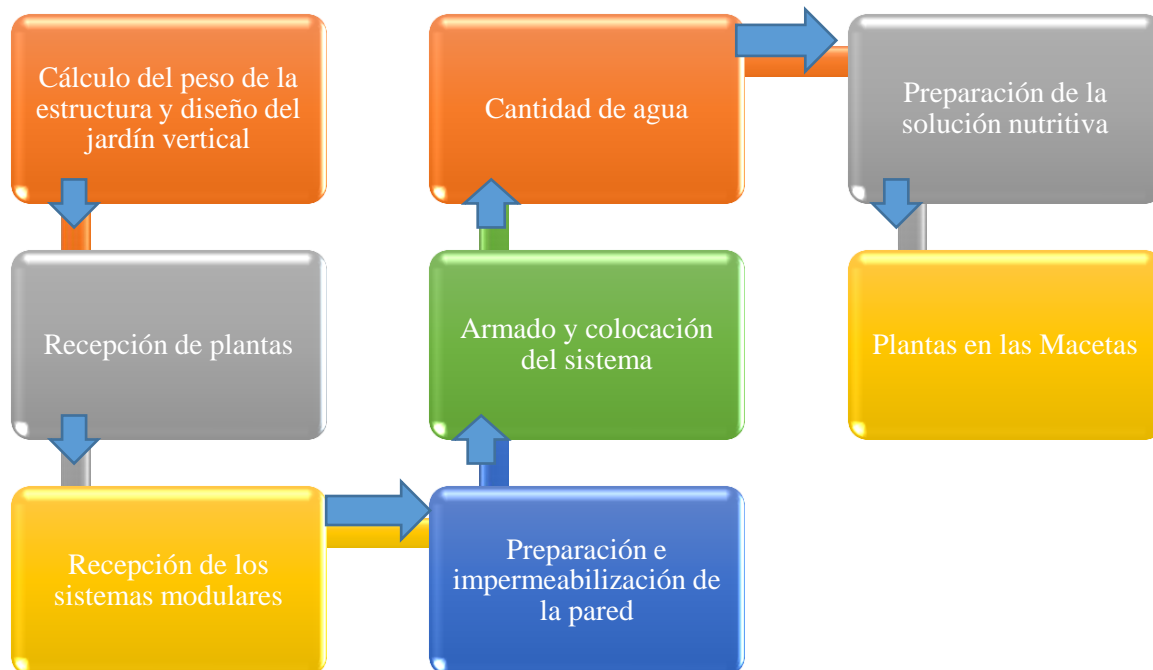 Cálculo del peso de la
estructura y diseño del
jardín vertical
Recepción de plantas
Recepción de los
sistemas modulares
Preparación e
impermeabilización de
la pared
Armado y colocación
del sistema
Cantidad de agua
Preparación de la
solución nutritiva
Plantas en las Macetas